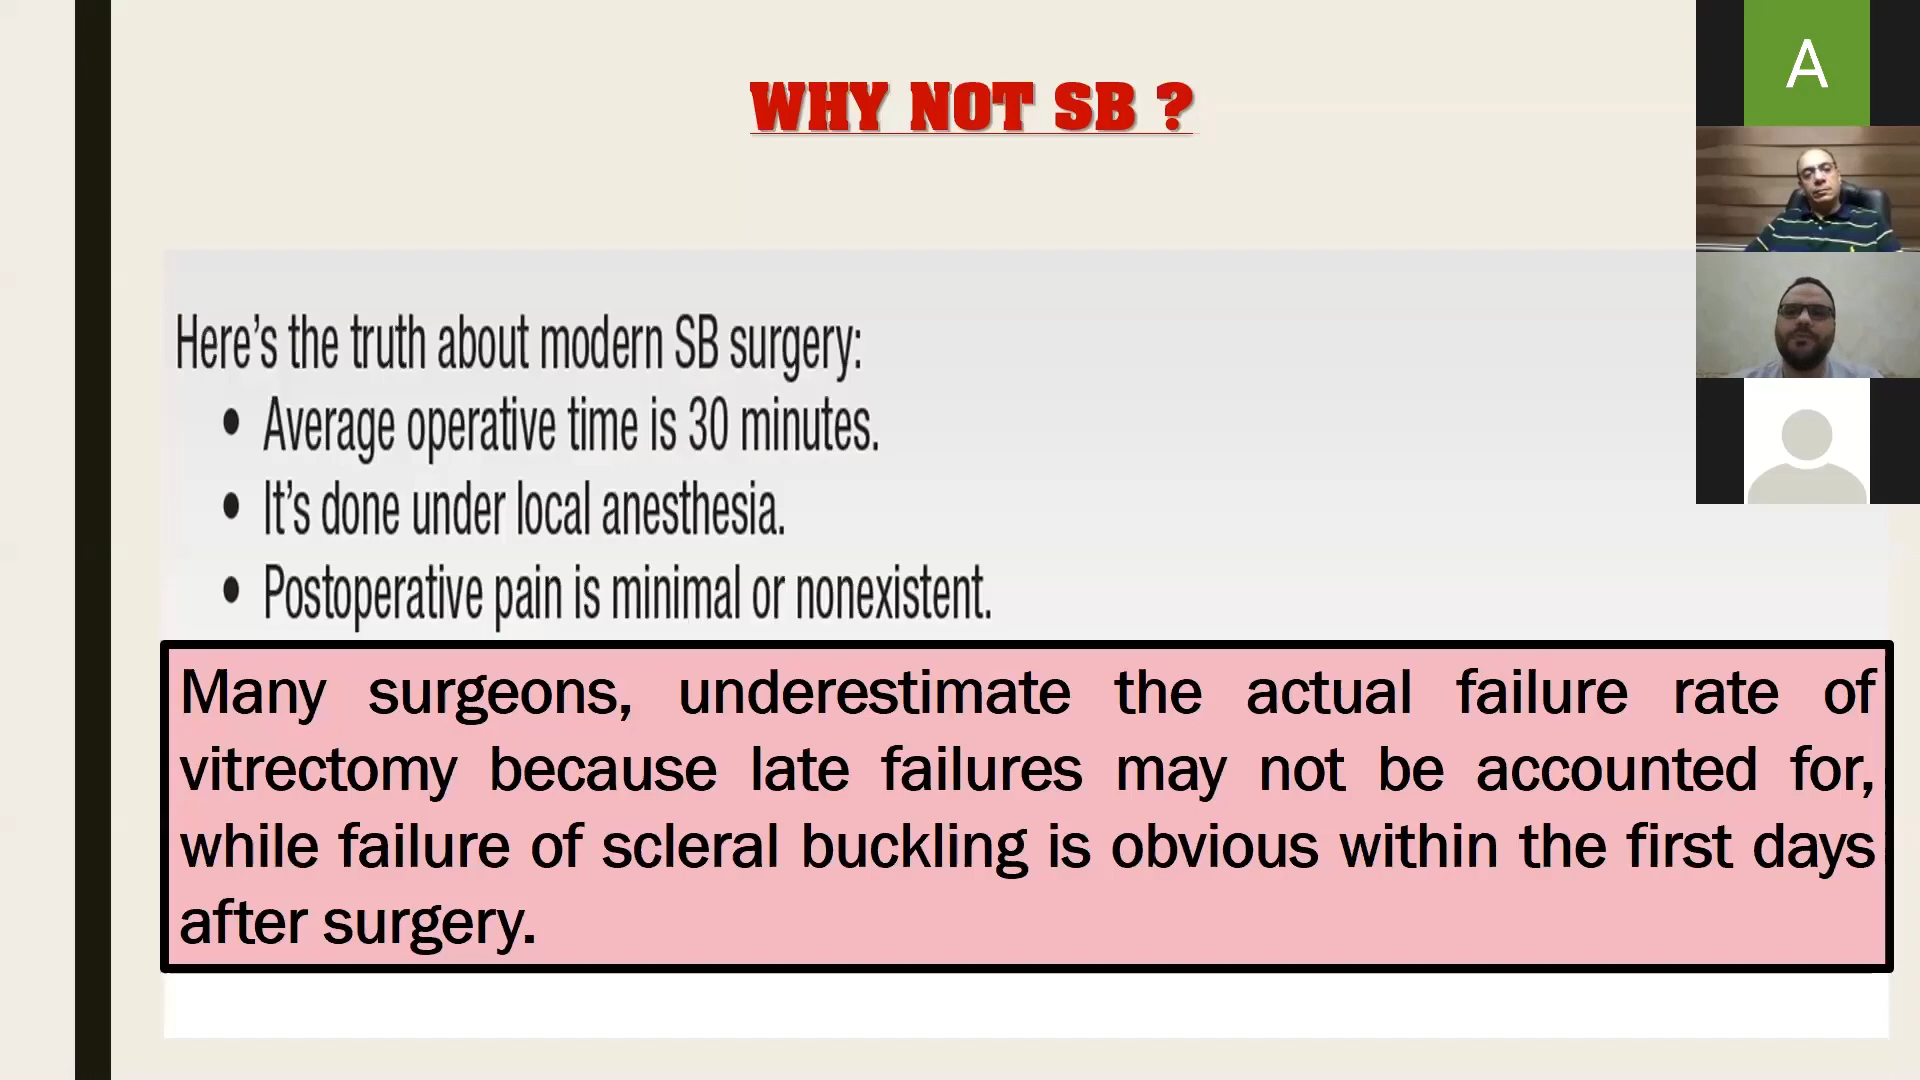 WHY NOT SB ?
A
Here's the truth about modern SB surgery:
• Average operative time is 30 minutes.
• It's done under local anesthesia.
• Postoperative pain is minimal or nonexistent.
Many surgeons, underestimate the actual failure rate of
vitrectomy because late failures may not be accounted for,
while failure of scleral buckling is obvious within the first days
after surgery.